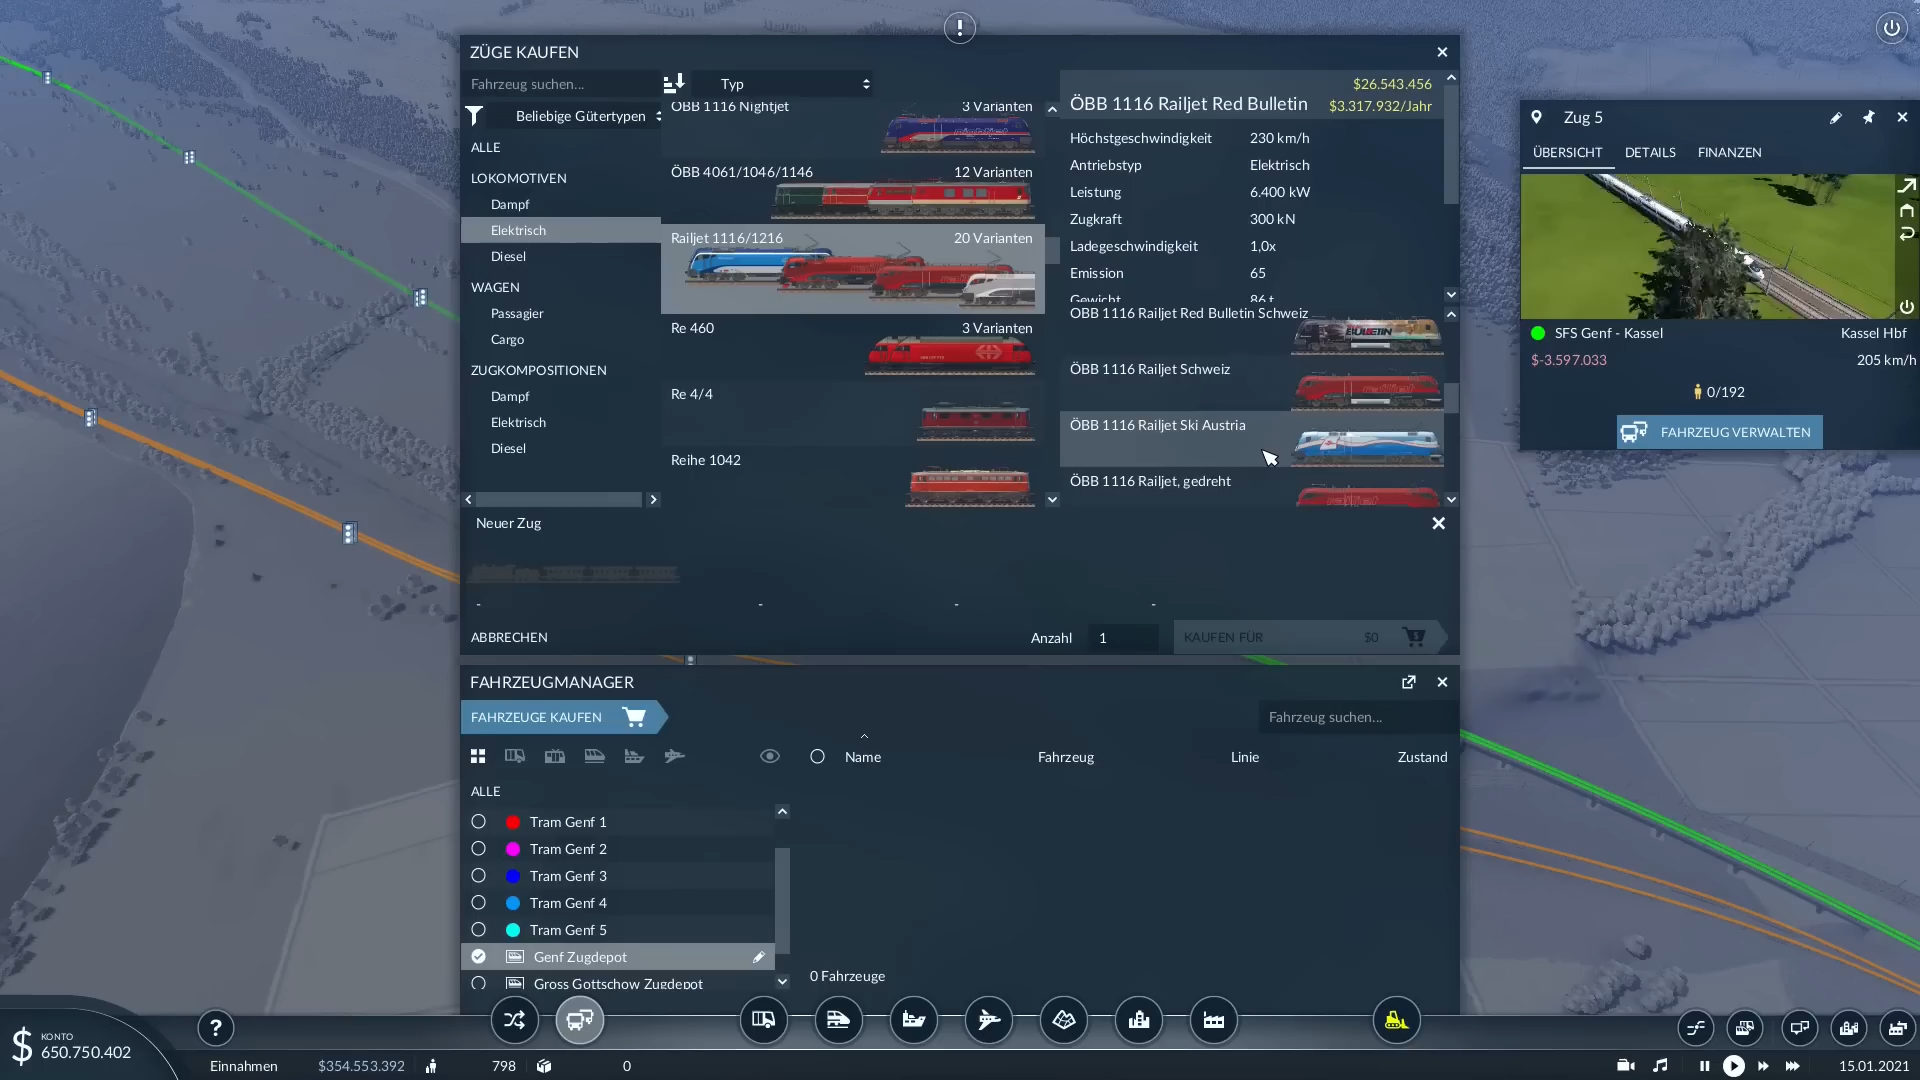 ZÜGE KAUFEN
Fahrzeug suchen...
Typ
Beliebige Gütertypen
ALLE
LOKOMOTIVEN
Dampf
Elektrisch
Diesel
WAGEN
Passagier
Cargo
ZUGKOMPOSITIONEN
Dampf
Elektrisch
Diesel
ÖBB 1116 Nightjet 3 Varianten
ÖBB 4061/1046/1146 12 Varianten
Railjet 1116/1216 20 Varianten
Re 460 3 Varianten
Re 4/4
Reihe 1042
$26.543.456
ÖBB 1116 Railjet Red Bulletin $3.317.932/Jahr
Höchstgeschwindigkeit 230 km/h
Antriebstyp Elektrisch
Leistung 6.400 kW
Zugkraft 300 kN
Ladegeschwindigkeit 1,0x
Emission 65
Gewicht 86 t
ÖBB 1116 Railjet Red Bulletin Schweiz
BULLETIN
ÖBB 1116 Railjet Schweiz
ÖBB 1116 Railjet Ski Austria
ÖBB 1116 Railjet, gedreht
Neuer Zug
- - - -
ABBRECHEN
Anzahl 1
KAUFEN FÜR $0
Zug 5
ÜBERSICHT DETAILS FINANZEN
SFS Genf - Kassel Kassel Hbf
$-3.597.033 205 km/h
0/192
FAHRZEUG VERWALTEN
FAHRZEUGMANAGER
FAHRZEUGE KAUFEN
Fahrzeug suchen...
Name Fahrzeug Linie Zustand
ALLE
Tram Genf 1
Tram Genf 2
Tram Genf 3
Tram Genf 4
Tram Genf 5
Genf Zugdepot
Gross Gottschow Zugdepot
0 Fahrzeuge
KONTO
$ 650.750.402
?
Einnahmen $354.553.392 798 0
15.01.2021